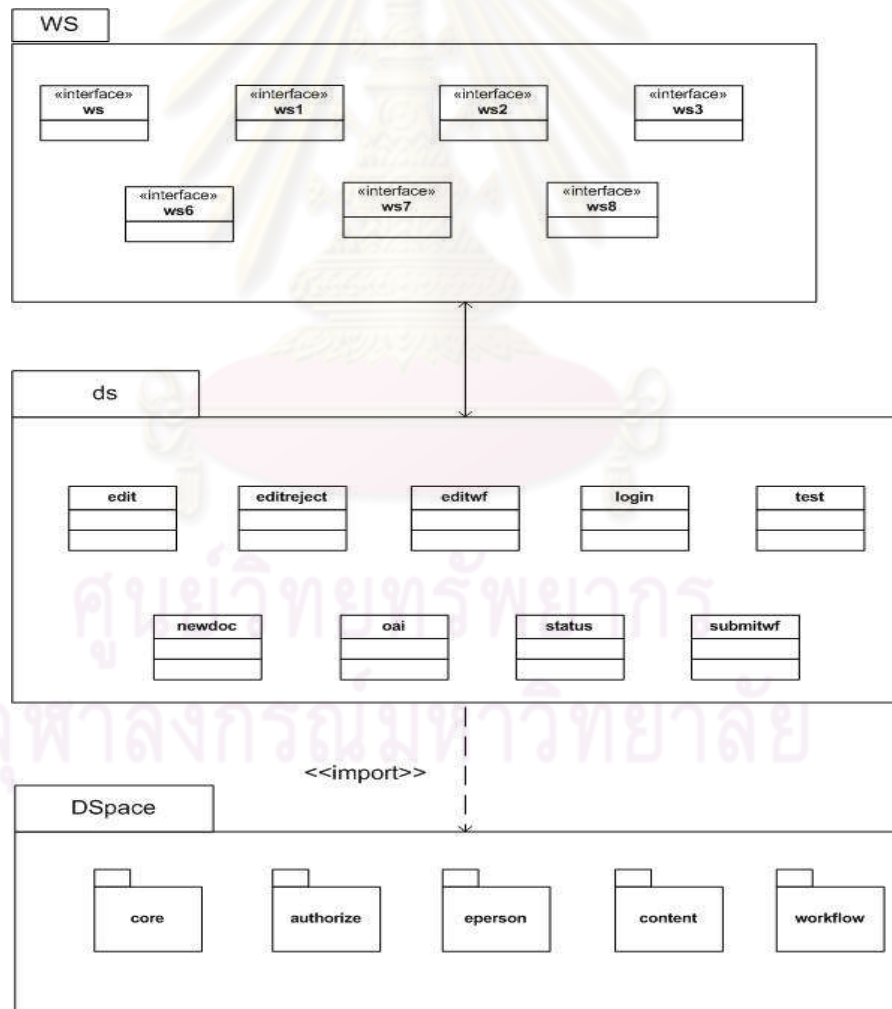 WS
«interface»
ws
«interface»
ws1
«interface»
ws2
«interface»
ws3
«interface»
ws6
«interface»
ws7
«interface»
ws8
ds
edit
editreject
editwf
login
test
ศูนย์วิทยทรัพยากร
newdoc
oai
status
submitwf
จุฬาลงกรณ์มหาวิทยาลัย
<<import>>
DSpace
core
authorize
eperson
content
workflow